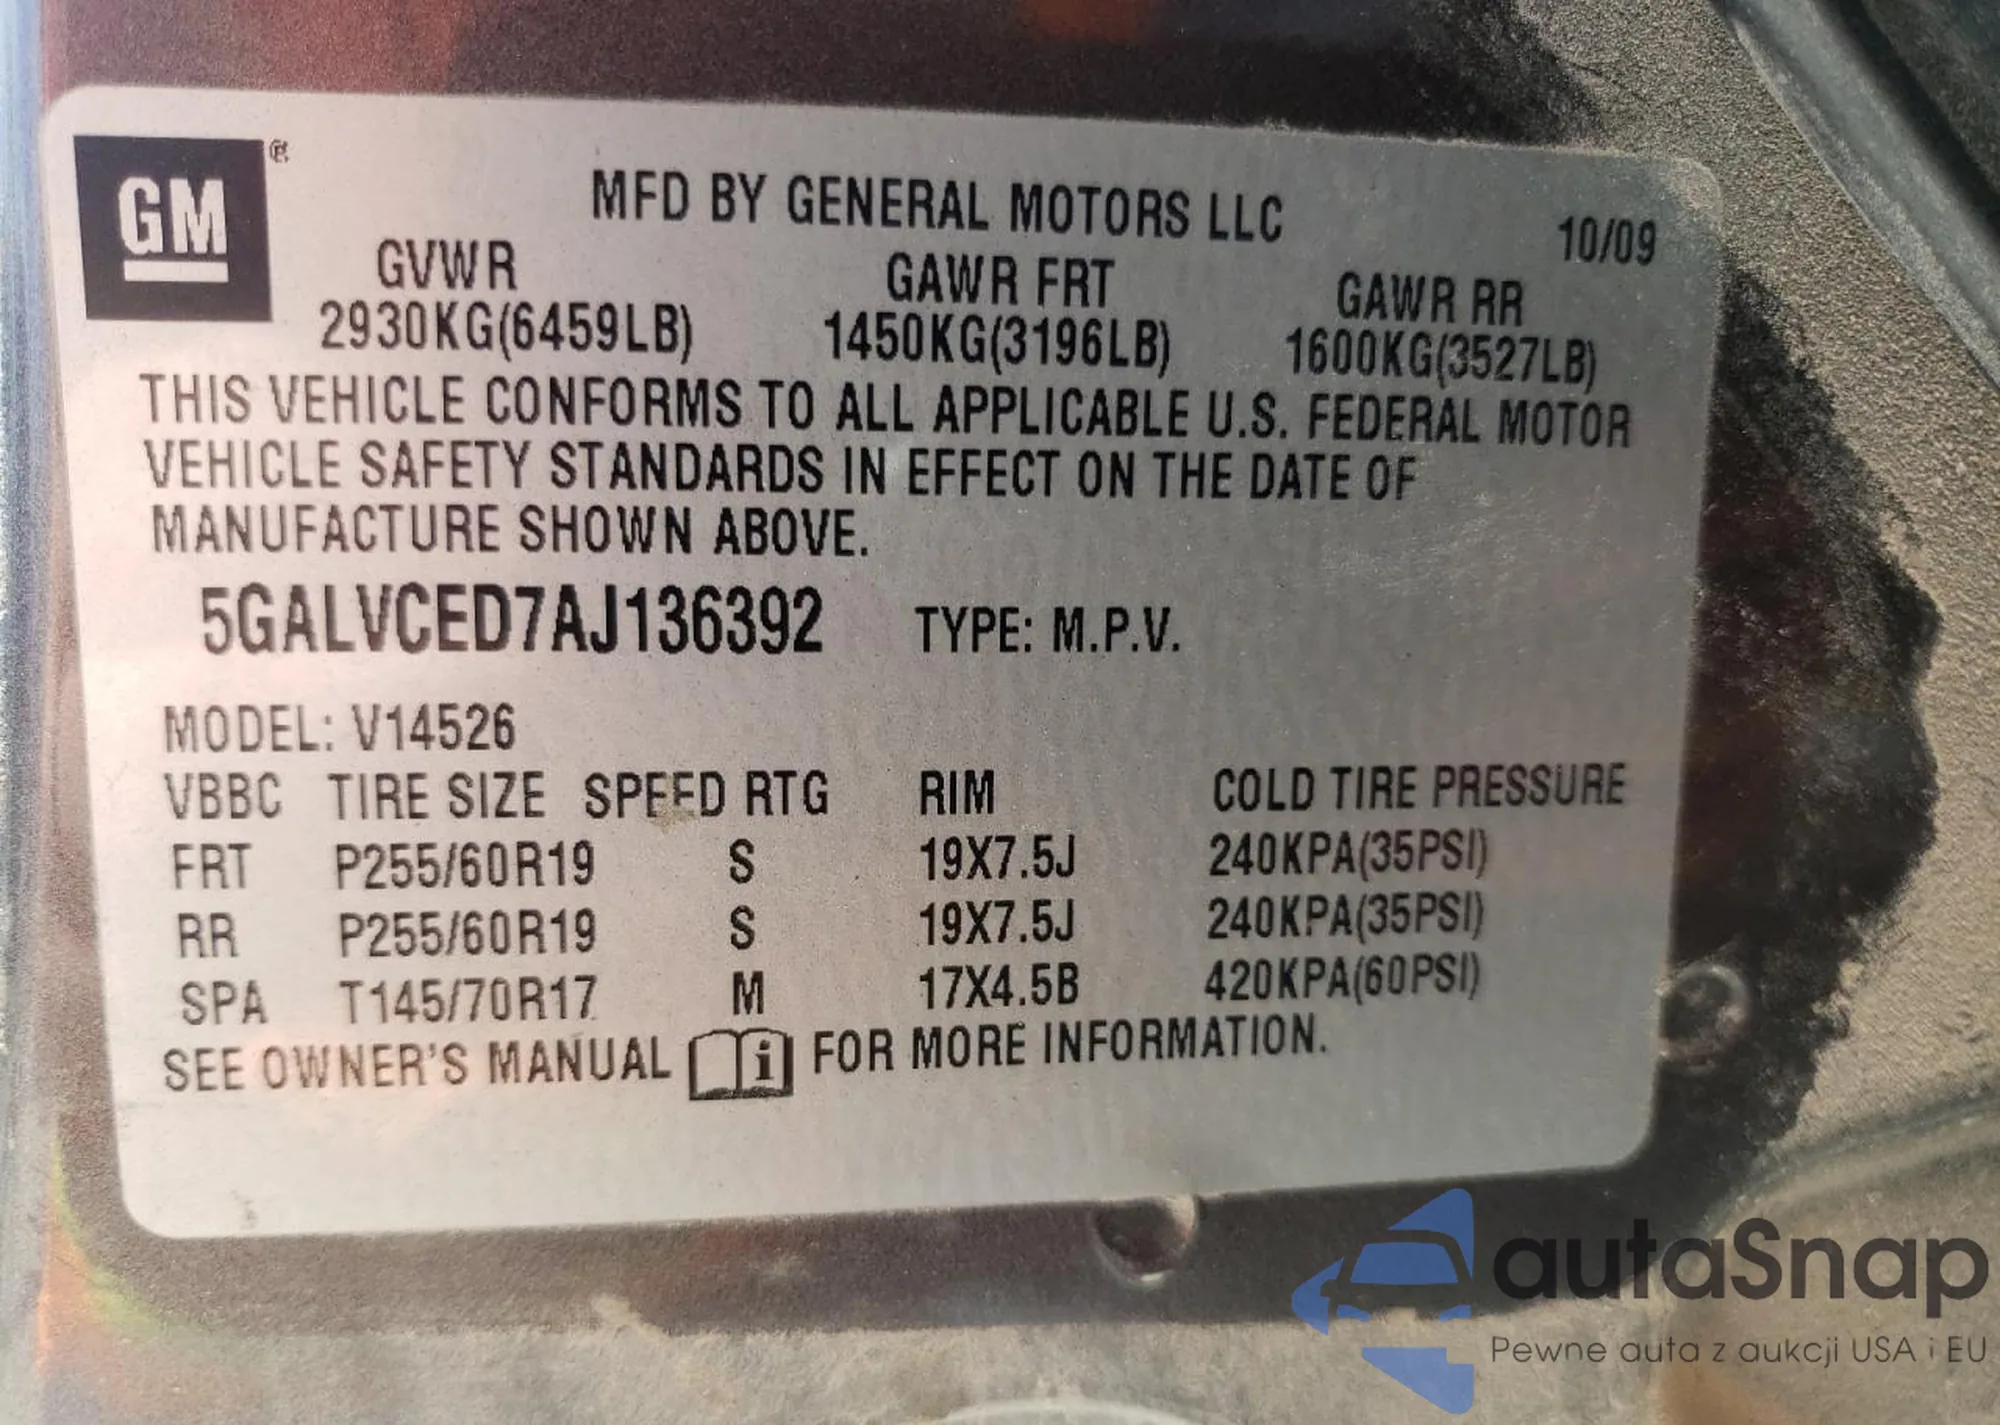 GM ®
MFD BY GENERAL MOTORS LLC
10/09
GVWR GAWR FRT GAWR RR
2930KG(6459LB) 1450KG(3196LB) 1600KG(3527LB)
THIS VEHICLE CONFORMS TO ALL APPLICABLE U.S. FEDERAL MOTOR
VEHICLE SAFETY STANDARDS IN EFFECT ON THE DATE OF
MANUFACTURE SHOWN ABOVE.
5GALVCED7AJ136392 TYPE: M.P.V.
MODEL: V14526
VBBC TIRE SIZE SPEED RTG RIM COLD TIRE PRESSURE
FRT P255/60R19 S 19X7.5J 240KPA(35PSI)
RR P255/60R19 S 19X7.5J 240KPA(35PSI)
SPA T145/70R17 M 17X4.5B 420KPA(60PSI)
SEE OWNER'S MANUAL i FOR MORE INFORMATION.
autaSnap
Pewne auta z aukcji USA i EU